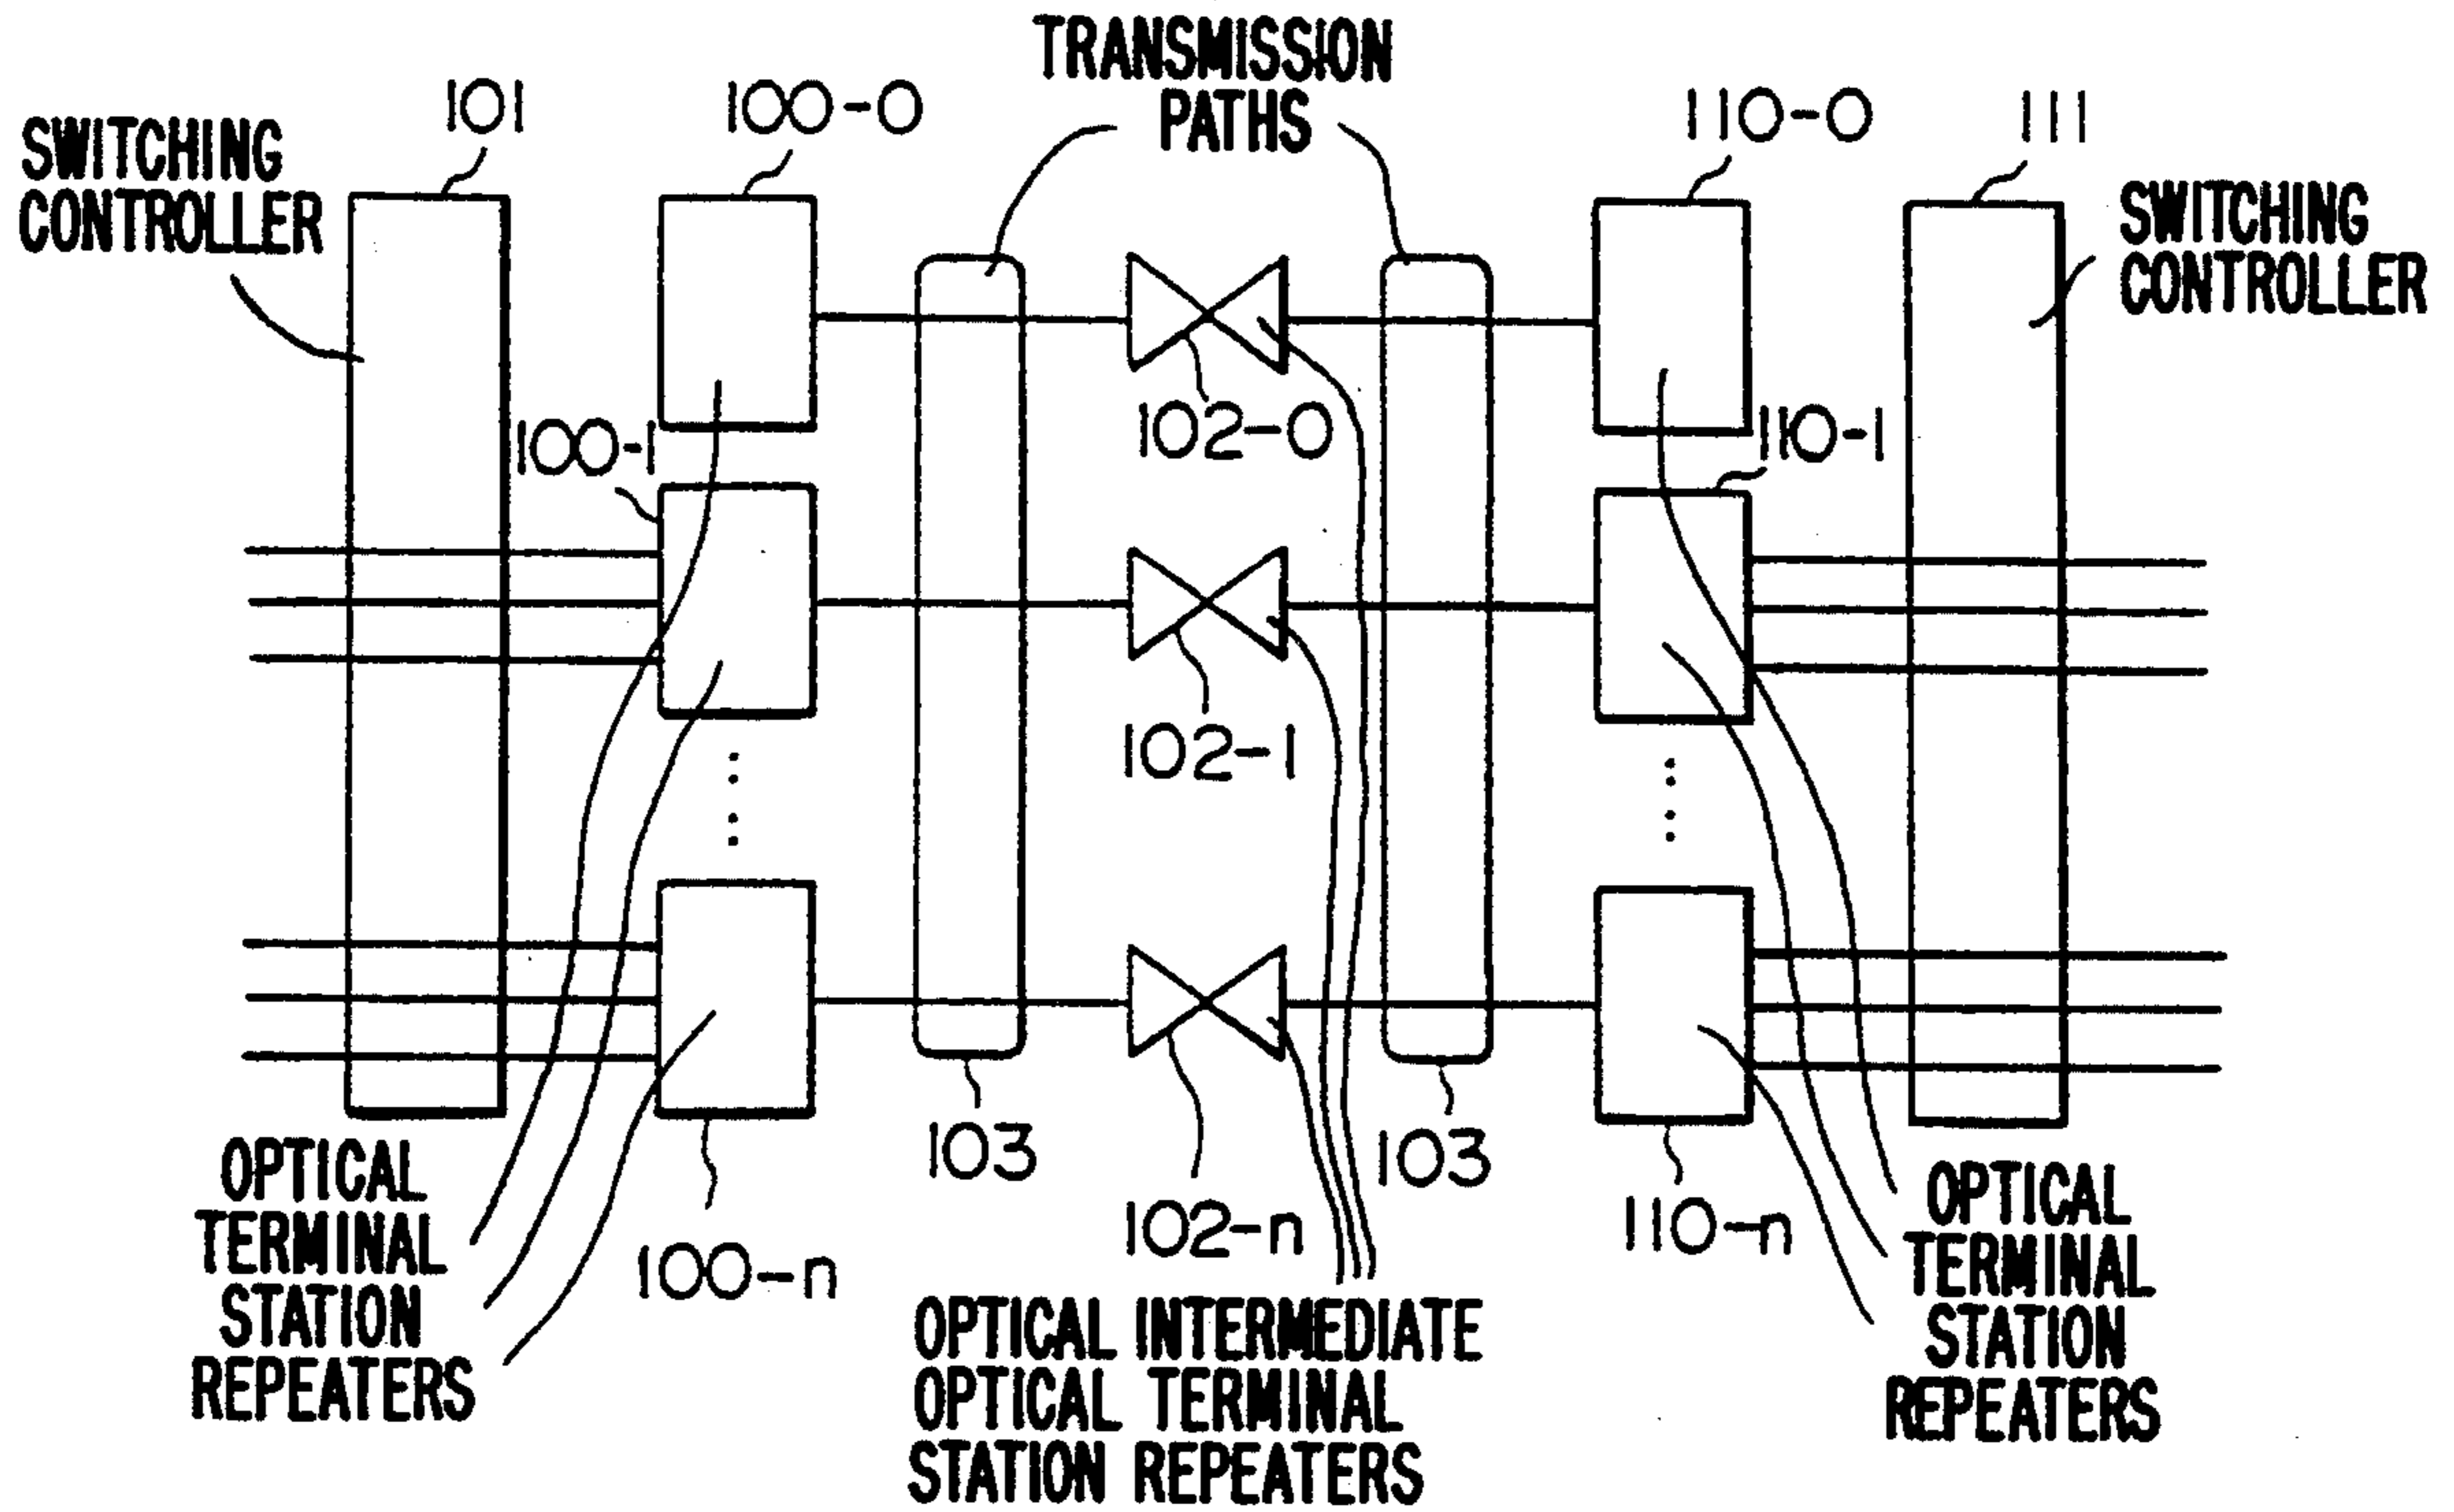 TRANSMISSION
PATHS
101
100-0
110-0
111
SWITCHING
CONTROLLER
SWITCHING
CONTROLLER
100-1
102-0
110-1
102-1
103
103
102-n
110-n
100-n
OPTICAL
TERMINAL
STATION
REPEATERS
OPTICAL INTERMEDIATE
OPTICAL TERMINAL
STATION REPEATERS
OPTICAL
TERMINAL
STATION
REPEATERS